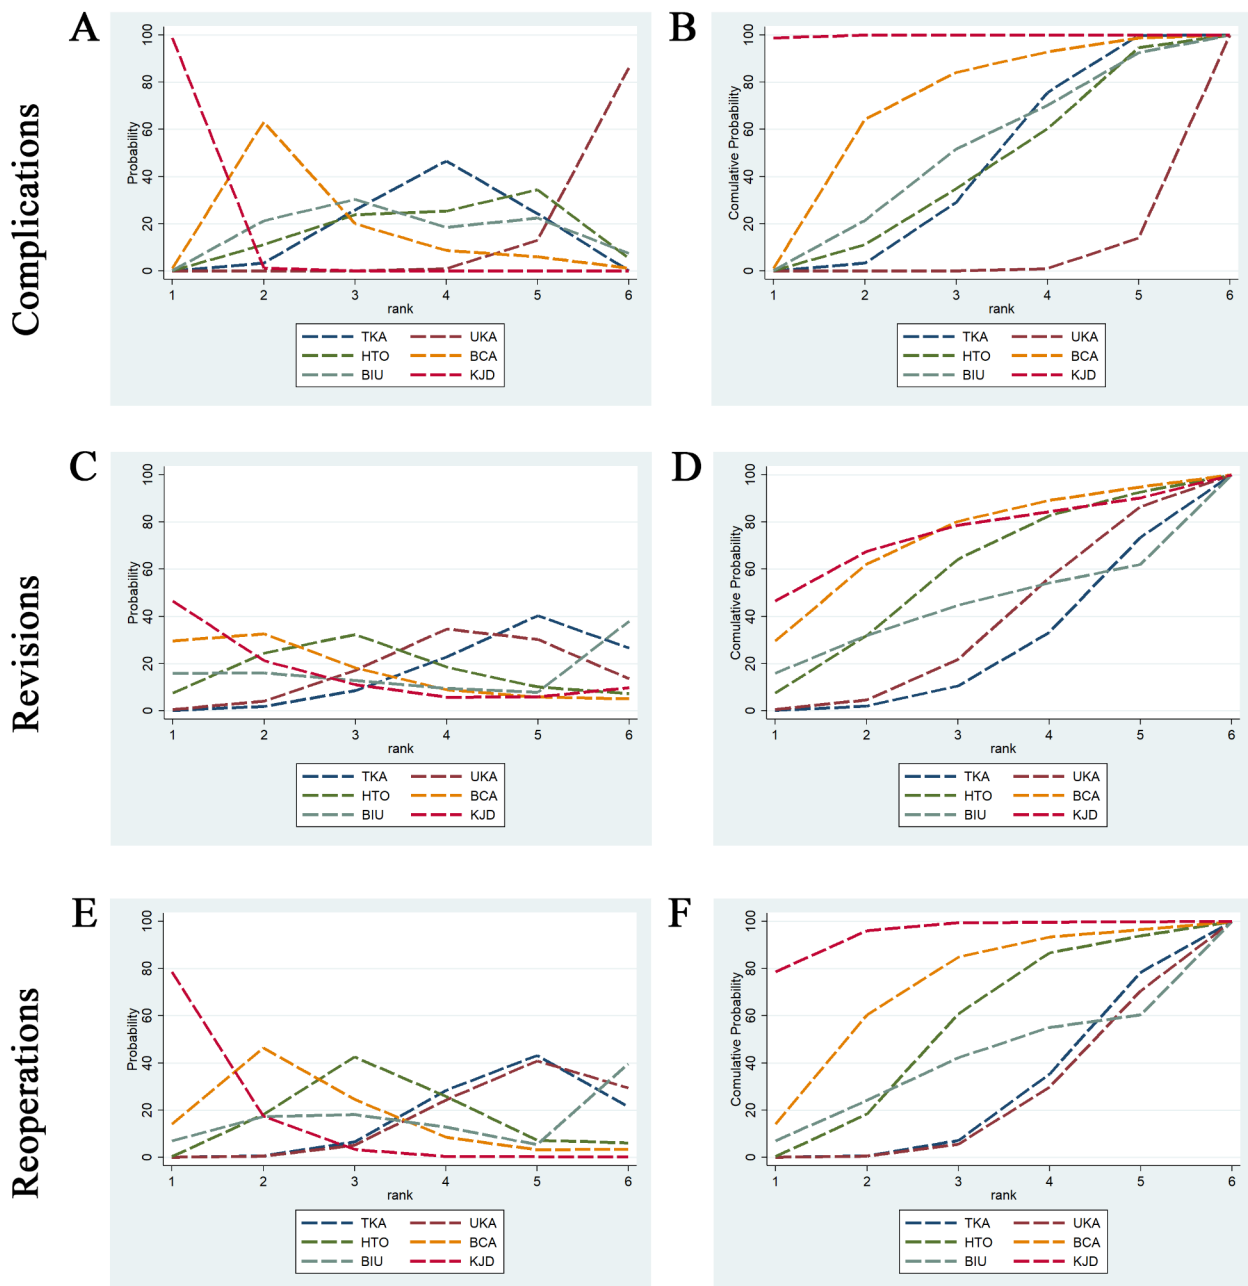 A
B
Complications
Probability
0 20 40 60 80 100
1 2 3 4 5 6
rank
TKA UKA
HTO BCA
BIU KJD
Comulative Probability
0 20 40 60 80 100
1 2 3 4 5 6
rank
TKA UKA
HTO BCA
BIU KJD
C
D
Revisions
Probability
0 20 40 60 80 100
1 2 3 4 5 6
rank
TKA UKA
HTO BCA
BIU KJD
Comulative Probability
0 20 40 60 80 100
1 2 3 4 5 6
rank
TKA UKA
HTO BCA
BIU KJD
E
F
Reoperations
Probability
0 20 40 60 80 100
1 2 3 4 5 6
rank
TKA UKA
HTO BCA
BIU KJD
Comulative Probability
0 20 40 60 80 100
1 2 3 4 5 6
rank
TKA UKA
HTO BCA
BIU KJD